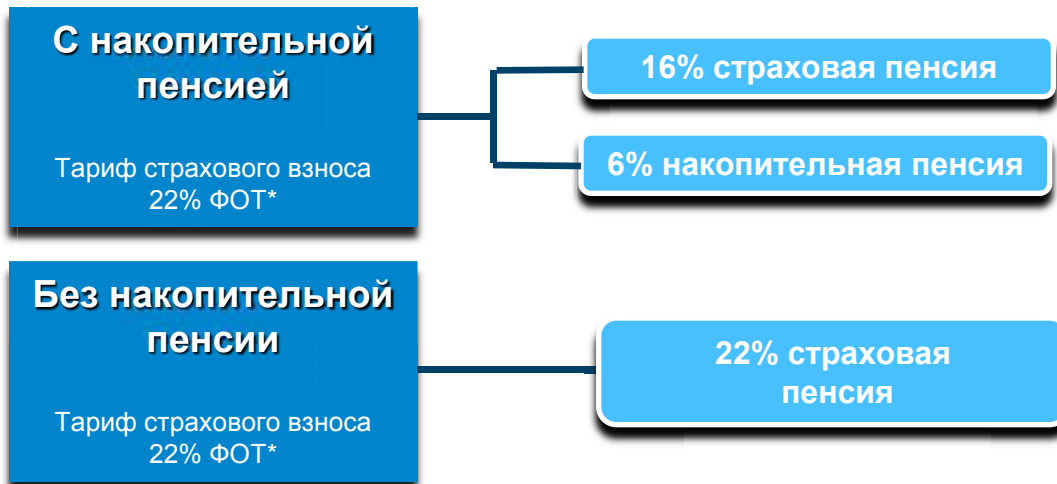 С накопительной
пенсией
Тариф страхового взноса
22% ФОТ*
16% страховая пенсия
6% накопительная пенсия
Без накопительной
пенсии
Тариф страхового взноса
22% ФОТ*
22% страховая
пенсия